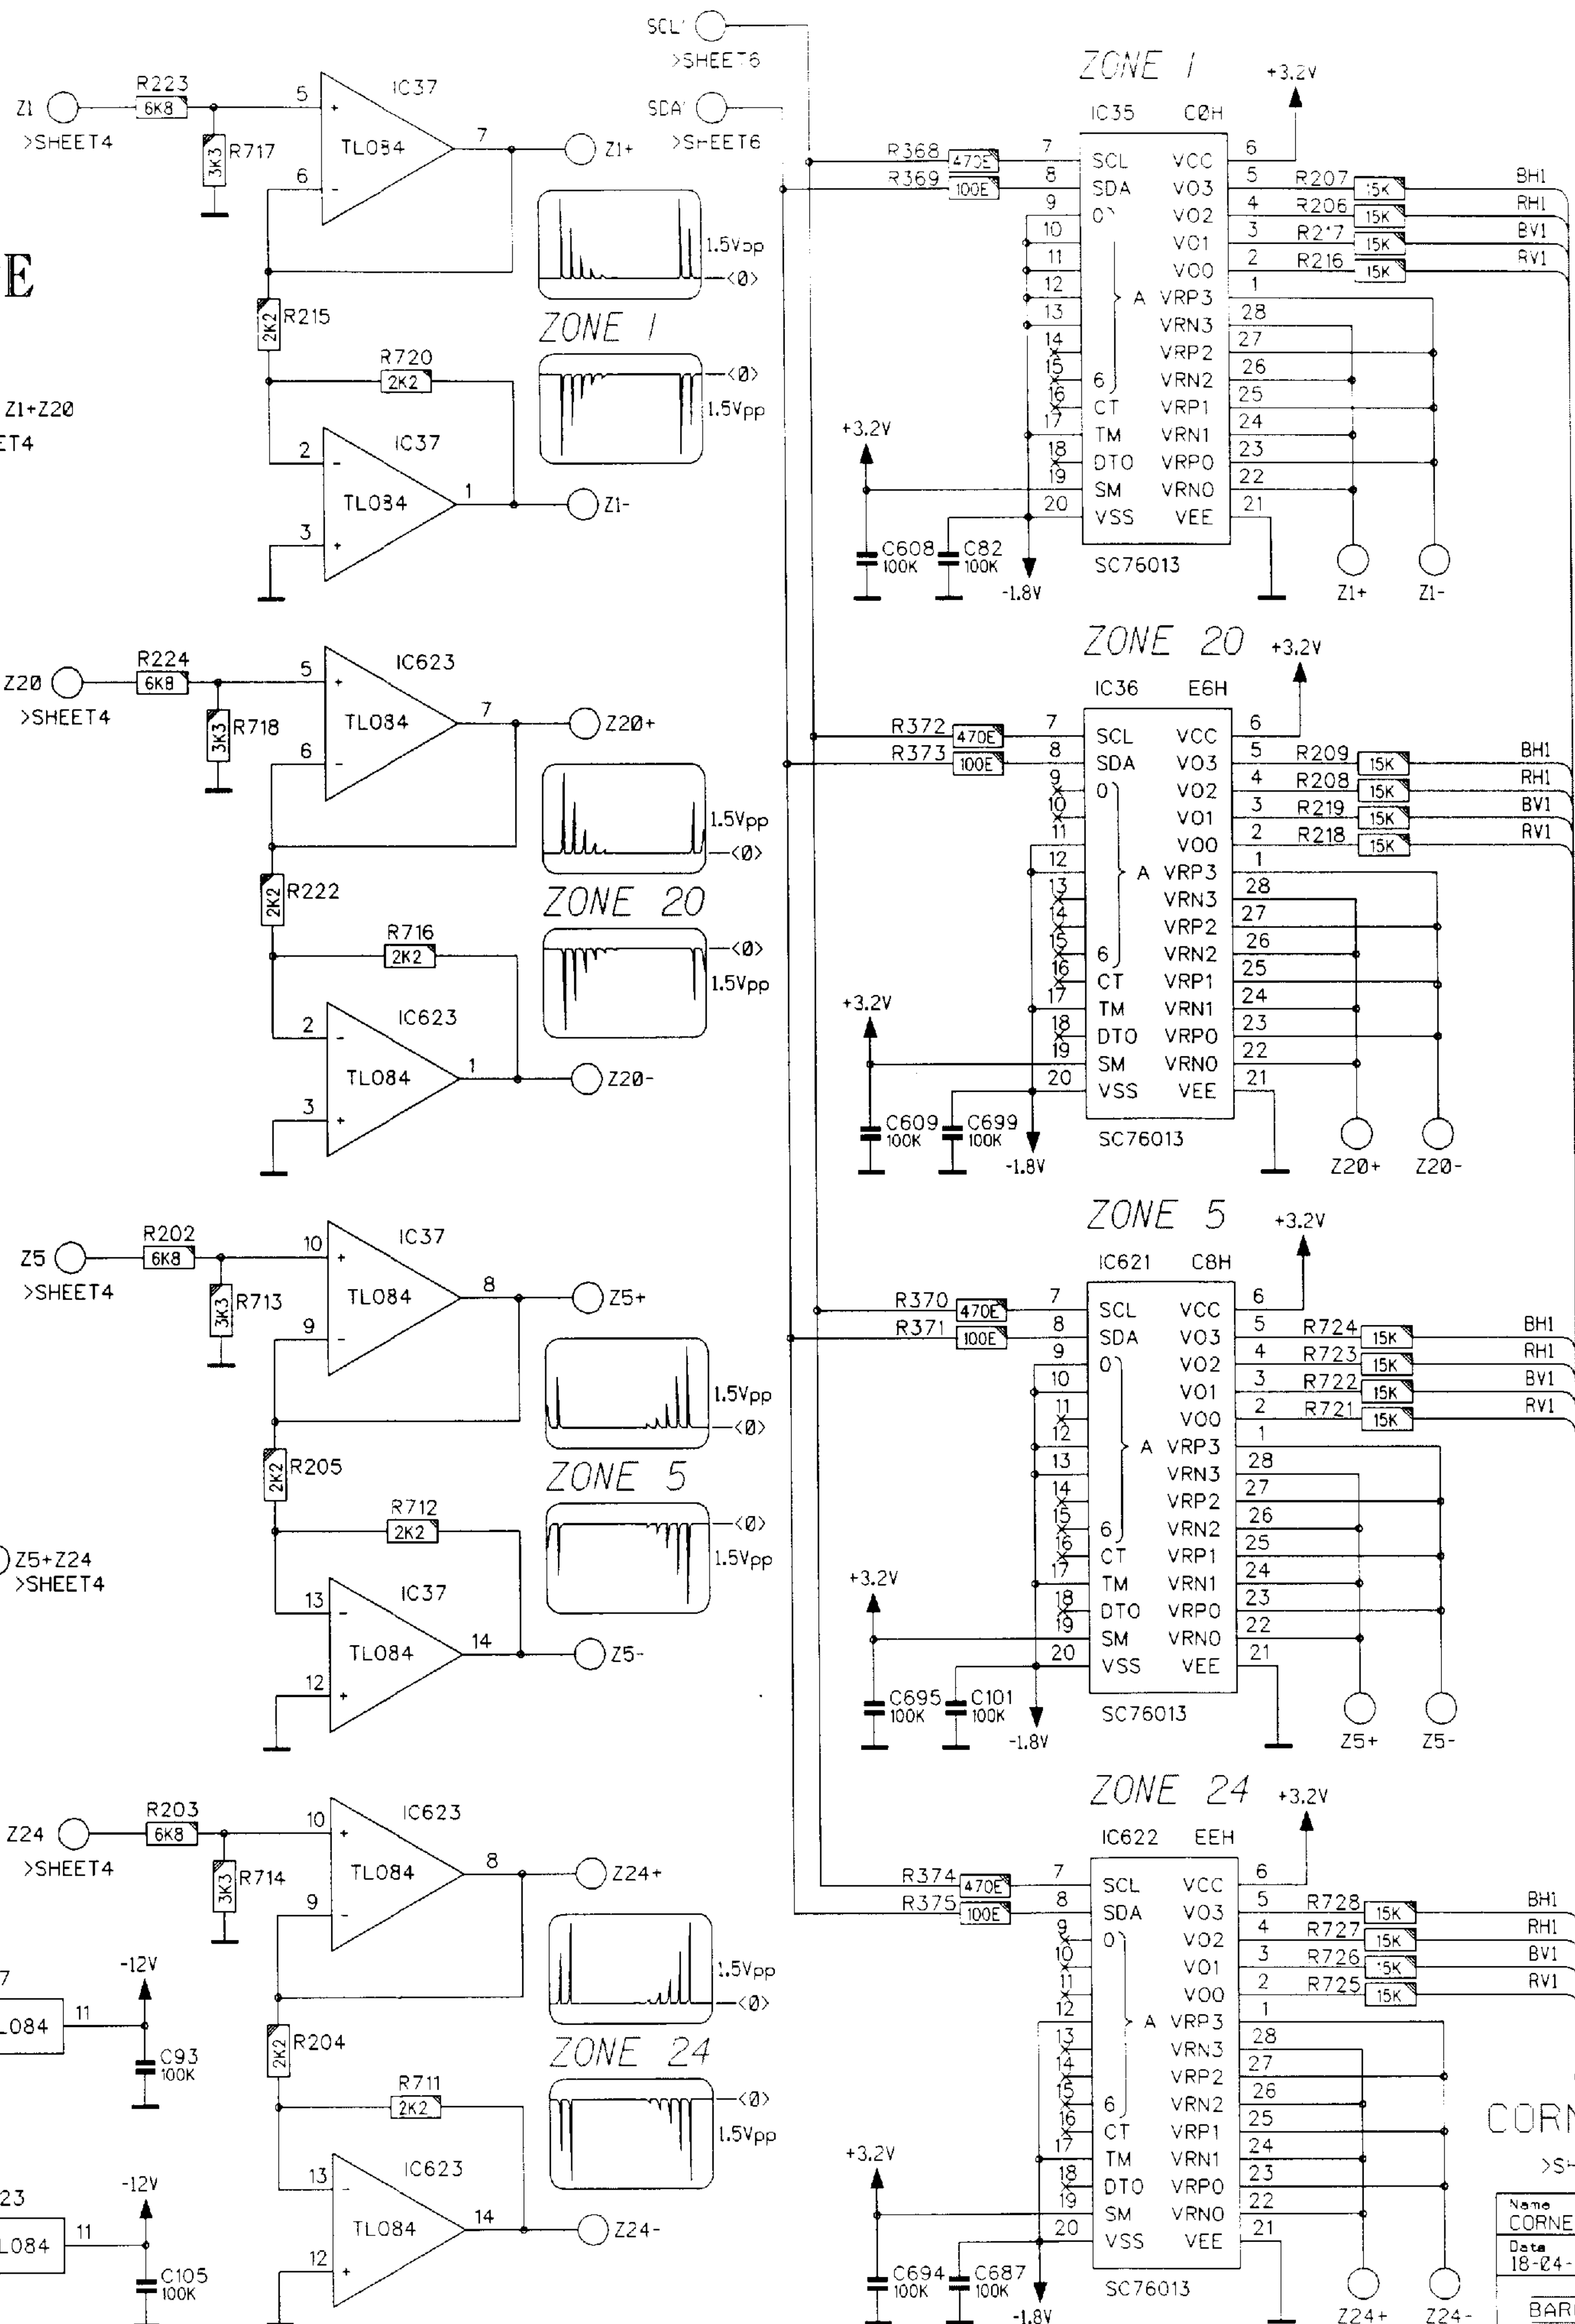 SCL'
>SHEET6
SDA'
>SHEET6
E
Z1+Z20
ET4
Z5+Z24
>SHEET4
Z1
>SHEET4
R223
6K8
R717
3K3
5
+
6
-
IC37
TL084
7
Z1+
R215
2K2
R720
2K2
2
-
3
+
IC37
TL084
1
Z1-
1.5Vpp
<0>
ZONE 1
<0>
1.5Vpp
Z20
>SHEET4
R224
6K8
R718
3K3
5
+
6
-
IC623
TL084
7
Z20+
R222
2K2
R716
2K2
2
-
3
+
IC623
TL084
1
Z20-
1.5Vpp
<0>
ZONE 20
<0>
1.5Vpp
Z5
>SHEET4
R202
6K8
R713
3K3
10
+
9
-
IC37
TL084
8
Z5+
R205
2K2
R712
2K2
13
-
12
+
IC37
TL084
14
Z5-
1.5Vpp
<0>
ZONE 5
<0>
1.5Vpp
Z24
>SHEET4
R203
6K8
R714
3K3
10
+
9
-
IC623
TL084
8
Z24+
R204
2K2
R711
2K2
13
-
12
+
IC623
TL084
14
Z24-
1.5Vpp
<0>
ZONE 24
<0>
1.5Vpp
7
L084
11
-12V
C93
100K
23
L084
11
-12V
C105
100K
ZONE 1
+3.2V
IC35 C0H
R368 470E 7 SCL VCC 6
R369 100E 8 SDA VO3 5 R207 15K BH1
9 0 VO2 4 R206 15K RH1
10 VO1 3 R217 15K BV1
11 VO0 2 R216 15K RV1
12 A VRP3 1
13 VRN3 28
14 VRP2 27
15 6 VRN2 26
16 CT VRP1 25
17 TM VRN1 24
18 DTO VRP0 23
19 SM VRN0 22
20 VSS VEE 21
+3.2V
C608
100K
C82
100K
-1.8V
SC76013
Z1+ Z1-
ZONE 20
+3.2V
IC36 E6H
R372 470E 7 SCL VCC 6
R373 100E 8 SDA VO3 5 R209 15K BH1
9 0 VO2 4 R208 15K RH1
10 VO1 3 R219 15K BV1
11 VO0 2 R218 15K RV1
12 A VRP3 1
13 VRN3 28
14 VRP2 27
15 6 VRN2 26
16 CT VRP1 25
17 TM VRN1 24
18 DTO VRP0 23
19 SM VRN0 22
20 VSS VEE 21
+3.2V
C609
100K
C699
100K
-1.8V
SC76013
Z20+ Z20-
ZONE 5
+3.2V
IC621 C8H
R370 470E 7 SCL VCC 6
R371 100E 8 SDA VO3 5 R724 15K BH1
9 0 VO2 4 R723 15K RH1
10 VO1 3 R722 15K BV1
11 VO0 2 R721 15K RV1
12 A VRP3 1
13 VRN3 28
14 VRP2 27
15 6 VRN2 26
16 CT VRP1 25
17 TM VRN1 24
18 DTO VRP0 23
19 SM VRN0 22
20 VSS VEE 21
+3.2V
C695
100K
C101
100K
-1.8V
SC76013
Z5+ Z5-
ZONE 24
+3.2V
IC622 EEH
R374 470E 7 SCL VCC 6
R375 100E 8 SDA VO3 5 R728 15K BH1
9 0 VO2 4 R727 15K RH1
10 VO1 3 R726 15K BV1
11 VO0 2 R725 15K RV1
12 A VRP3 1
13 VRN3 28
14 VRP2 27
15 6 VRN2 26
16 CT VRP1 25
17 TM VRN1 24
18 DTO VRP0 23
19 SM VRN0 22
20 VSS VEE 21
+3.2V
C694
100K
C687
100K
-1.8V
SC76013
Z24+ Z24-
CORN
>SH
Name
CORNE
Date
18-04-
BAR